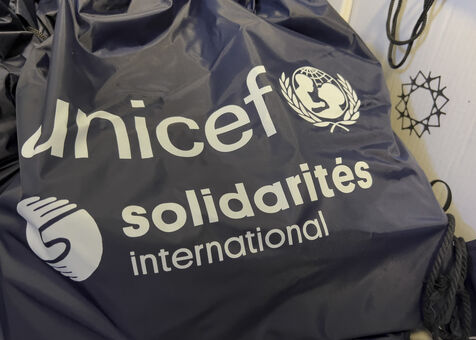 unicef
solidarités
international